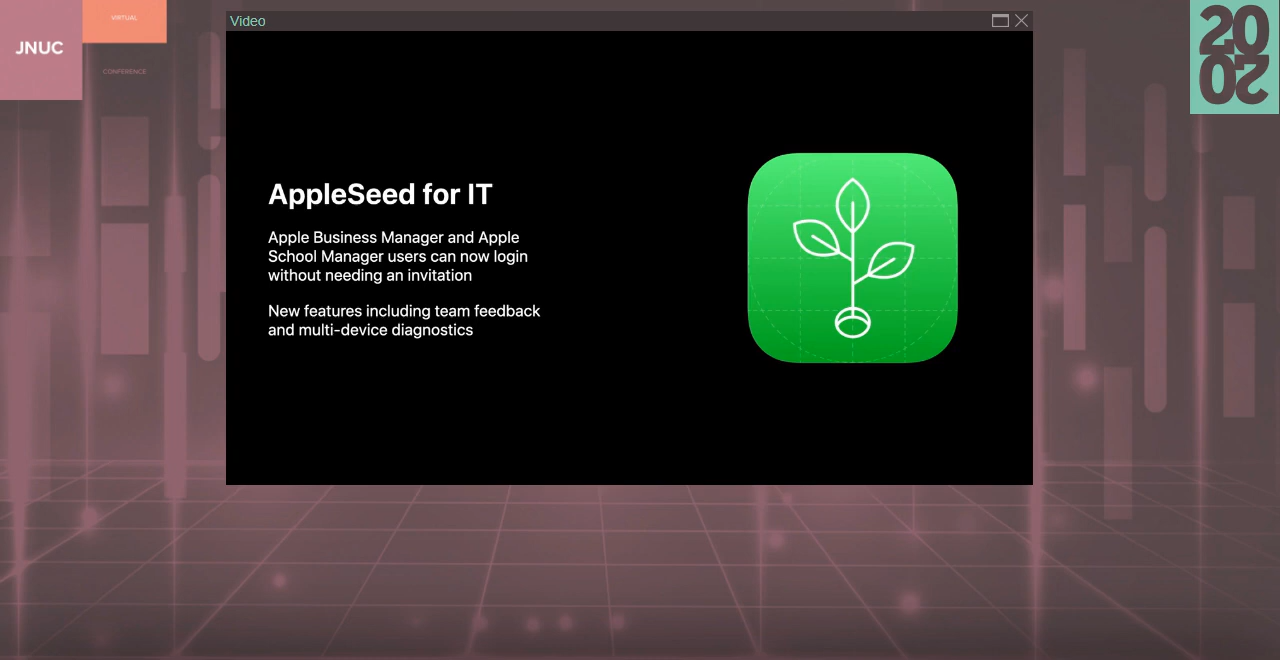 JNUC
VIRTUAL
CONFERENCE
Video
20
20
AppleSeed for IT
Apple Business Manager and Apple
School Manager users can now login
without needing an invitation
New features including team feedback
and multi-device diagnostics